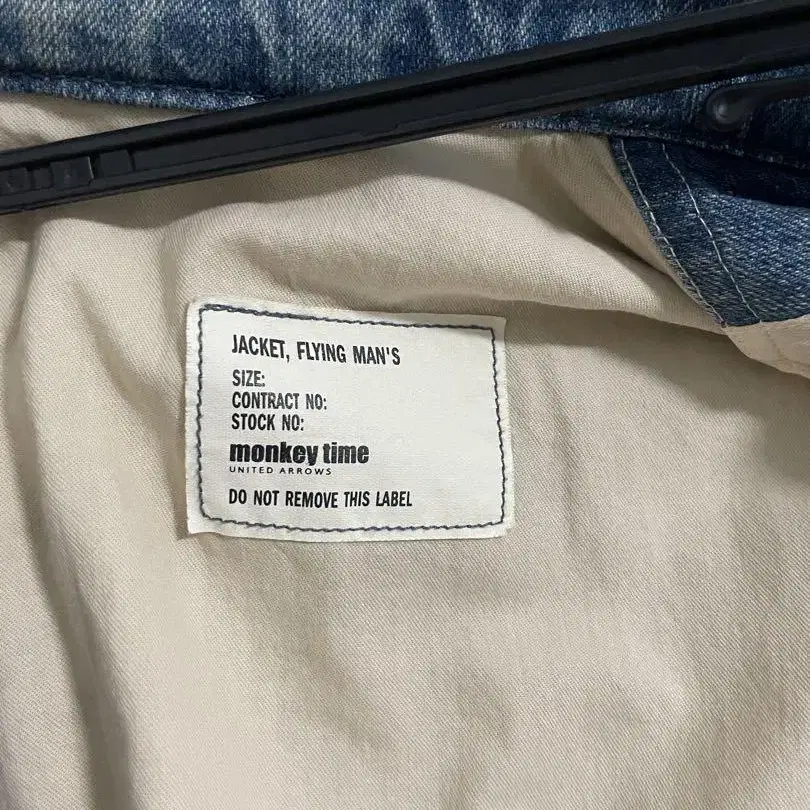 JACKET, FLYING MAN'S
SIZE:
CONTRACT NO:
STOCK NO:
monkey time
UNITED ARROWS
DO NOT REMOVE THIS LABEL